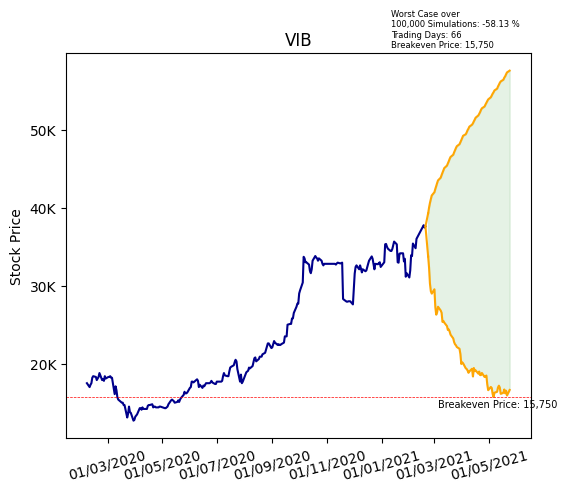 Worst Case over
100,000 Simulations: -58.13 %
Trading Days: 66
Breakeven Price: 15,750
VIB
Stock Price
50K
40K
30K
20K
Breakeven Price: 15,750
01/03/2020
01/05/2020
01/07/2020
01/09/2020
01/11/2020
01/01/2021
01/03/2021
01/05/2021